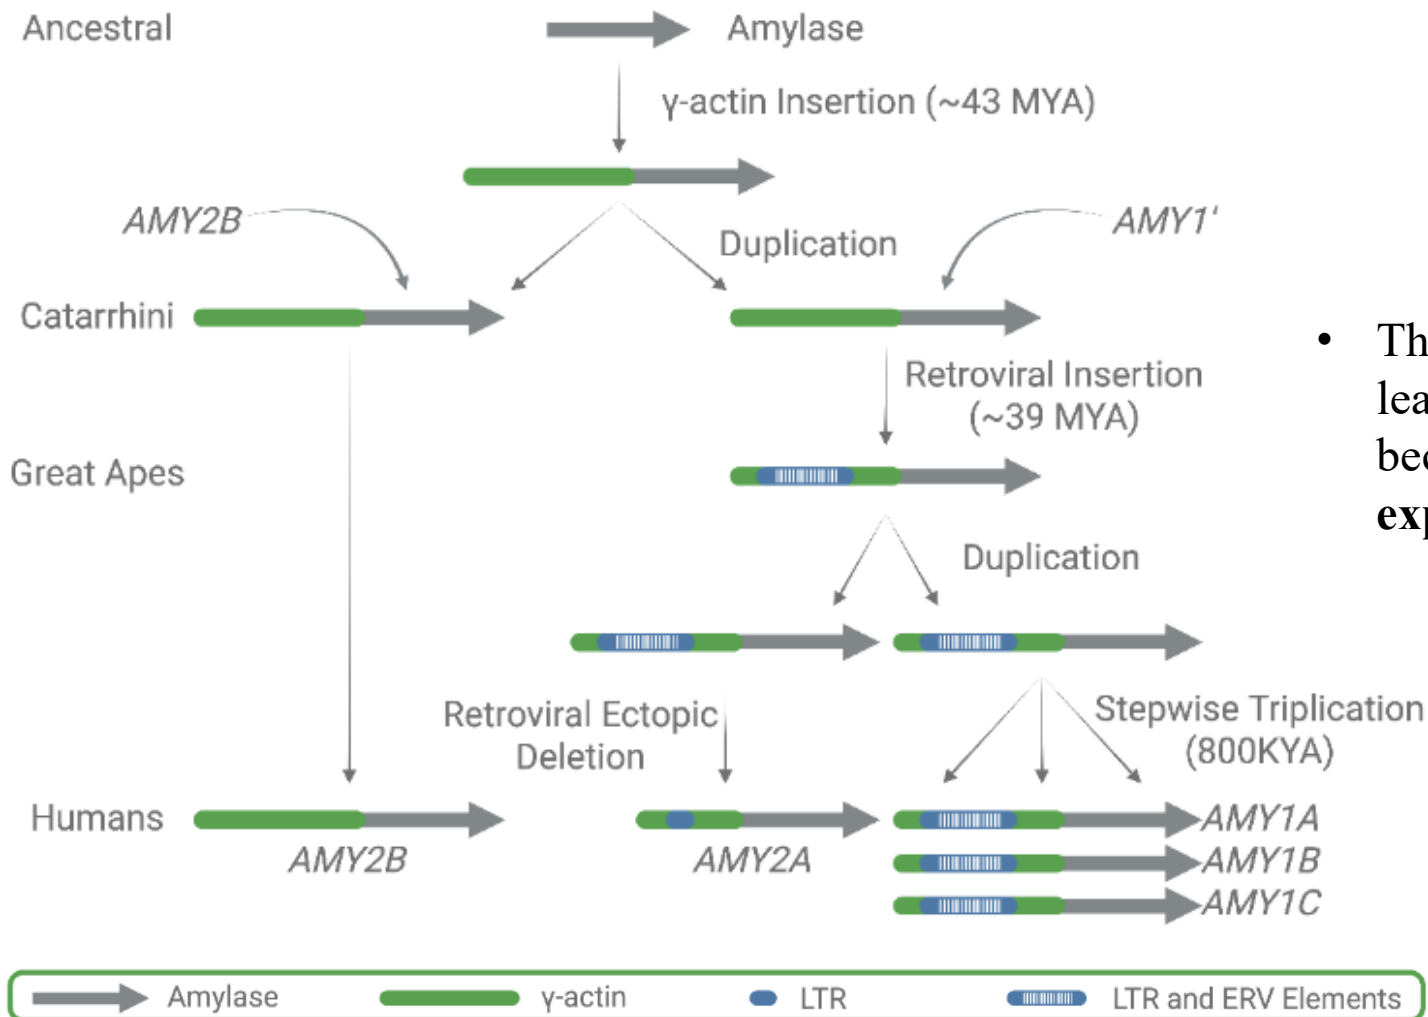 Ancestral
Amylase
γ-actin Insertion (~43 MYA)
AMY2B
Duplication
AMY1'
Catarrhini
Retroviral Insertion
(~39 MYA)
Great Apes
Duplication
Retroviral Ectopic
Deletion
Stepwise Triplication
(800KYA)
Humans
AMY2B
AMY2A
AMY1A
AMY1B
AMY1C
Amylase
γ-actin
LTR
LTR and ERV Elements
•